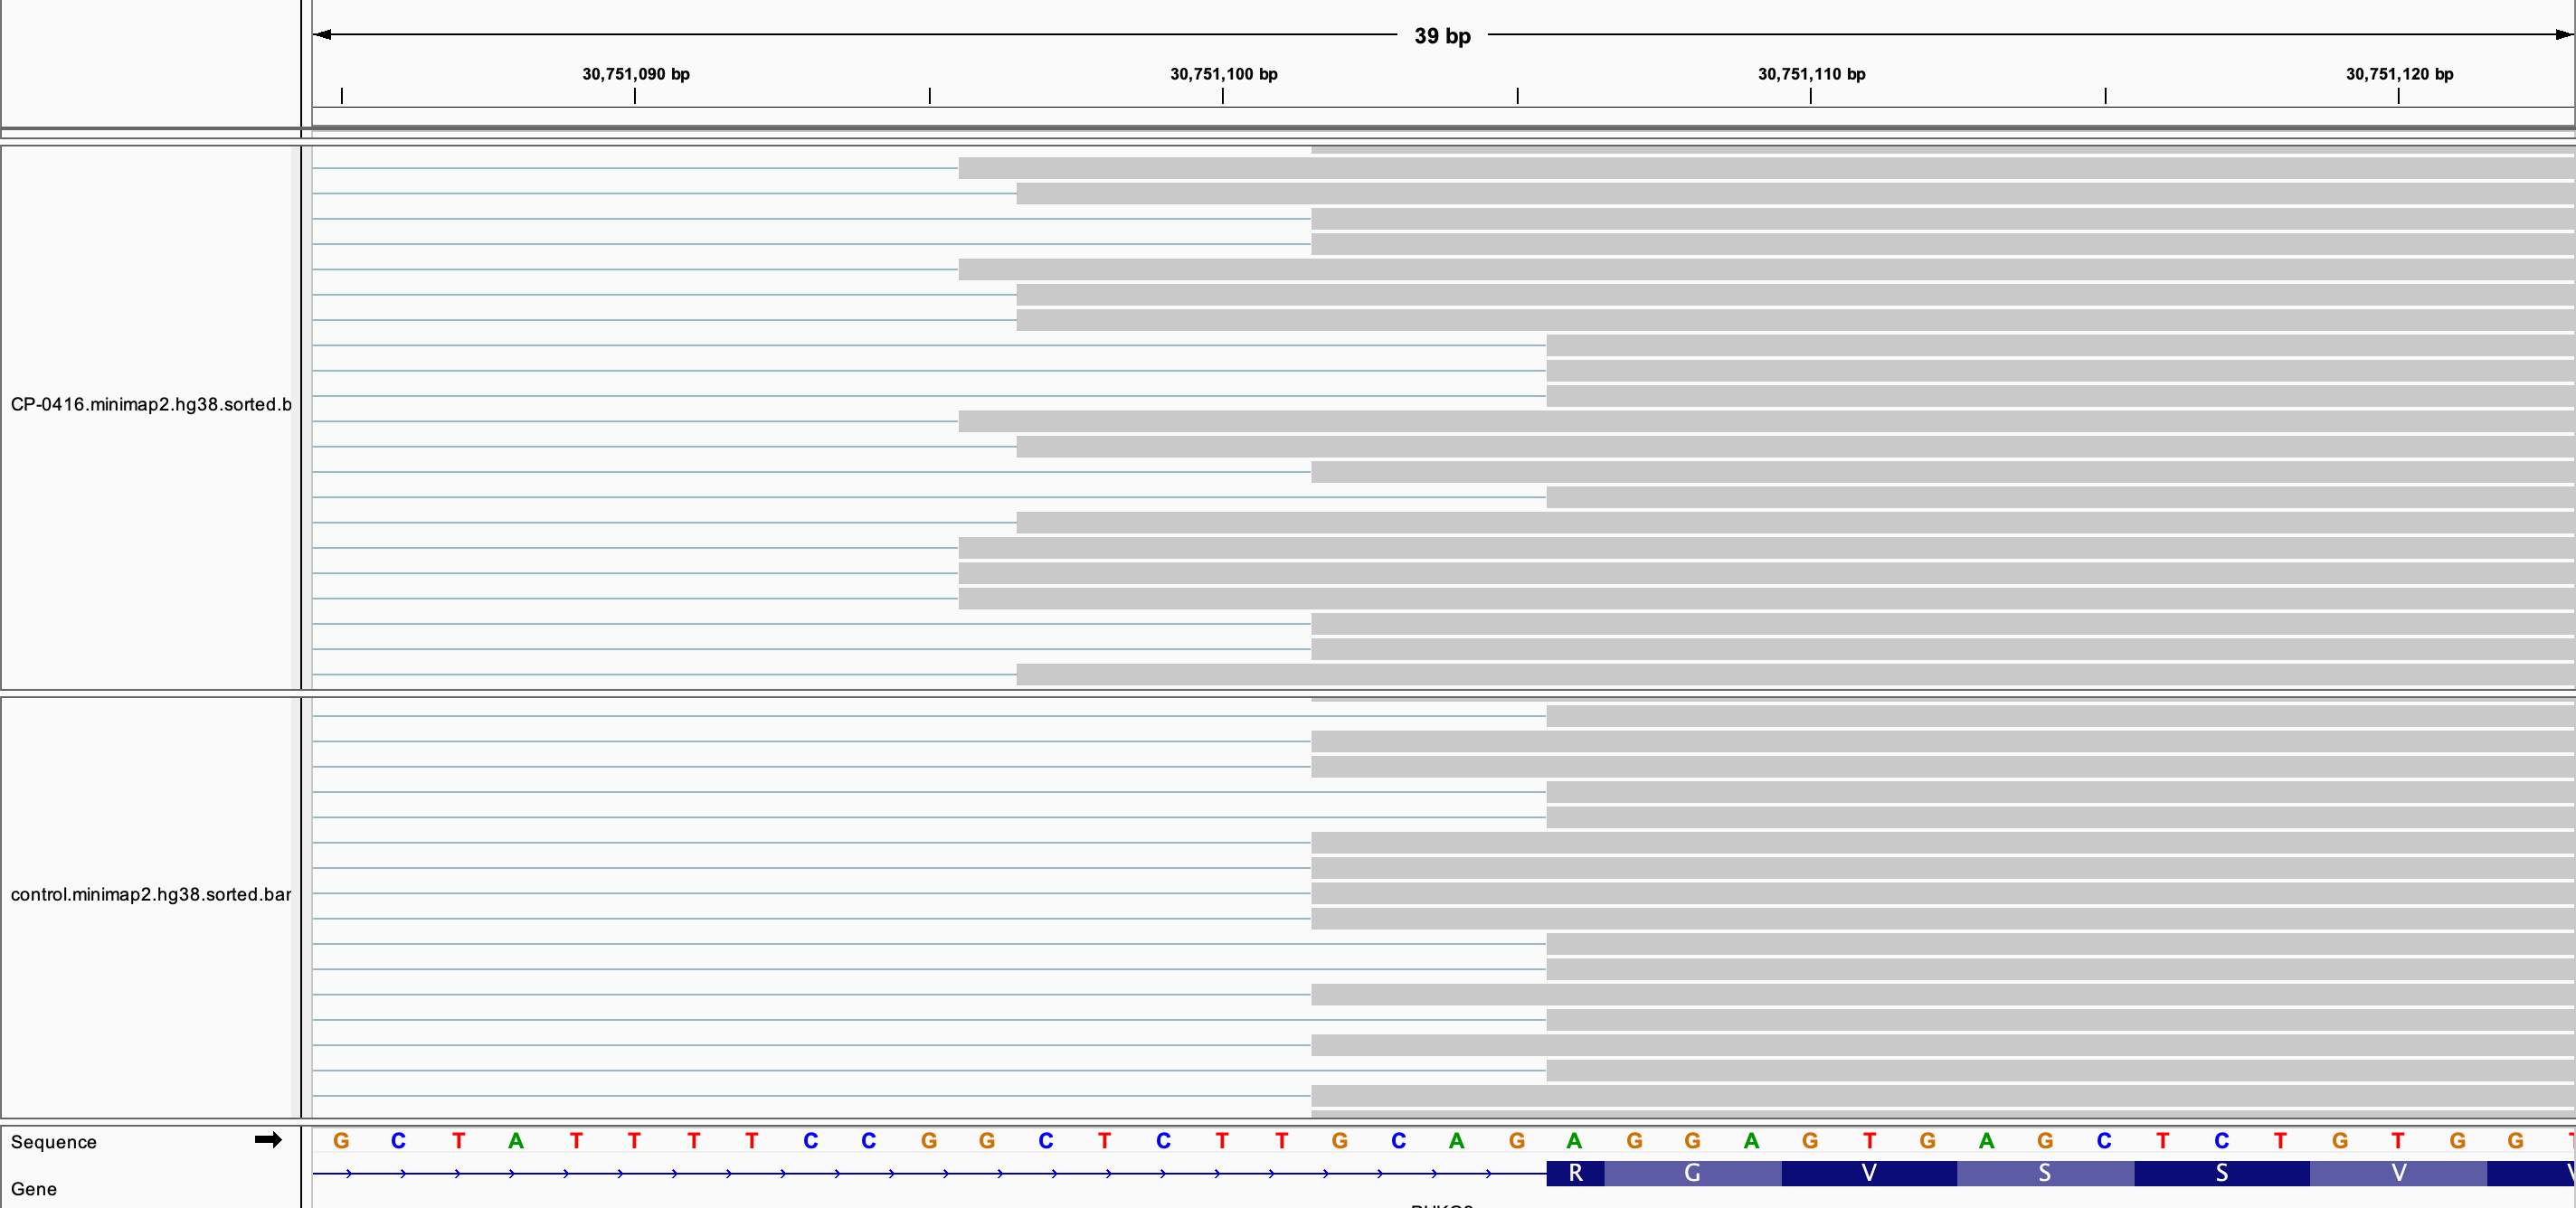 39 bp
30,751,090 bp 30,751,100 bp 30,751,110 bp 30,751,120 bp
CP-0416.minimap2.hg38.sorted.b
control.minimap2.hg38.sorted.bar
Sequence G C T A T T T T C C G G C T C T T G C A G A G G A G T G A G C T C T G T G G T
R G V S S V
Gene